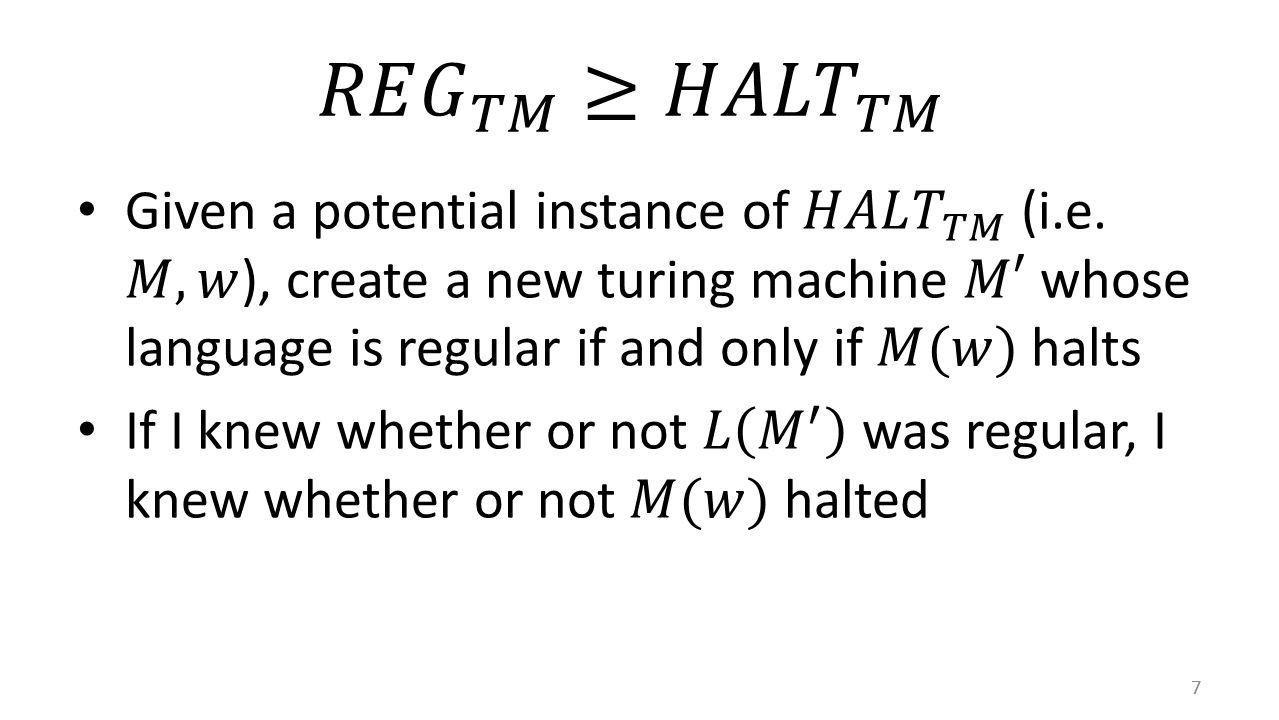 REG_TM ≥ HALT_TM
• Given a potential instance of HALT_TM (i.e.
M, w), create a new turing machine M′ whose
language is regular if and only if M(w) halts
• If I knew whether or not L(M′) was regular, I
knew whether or not M(w) halted
7